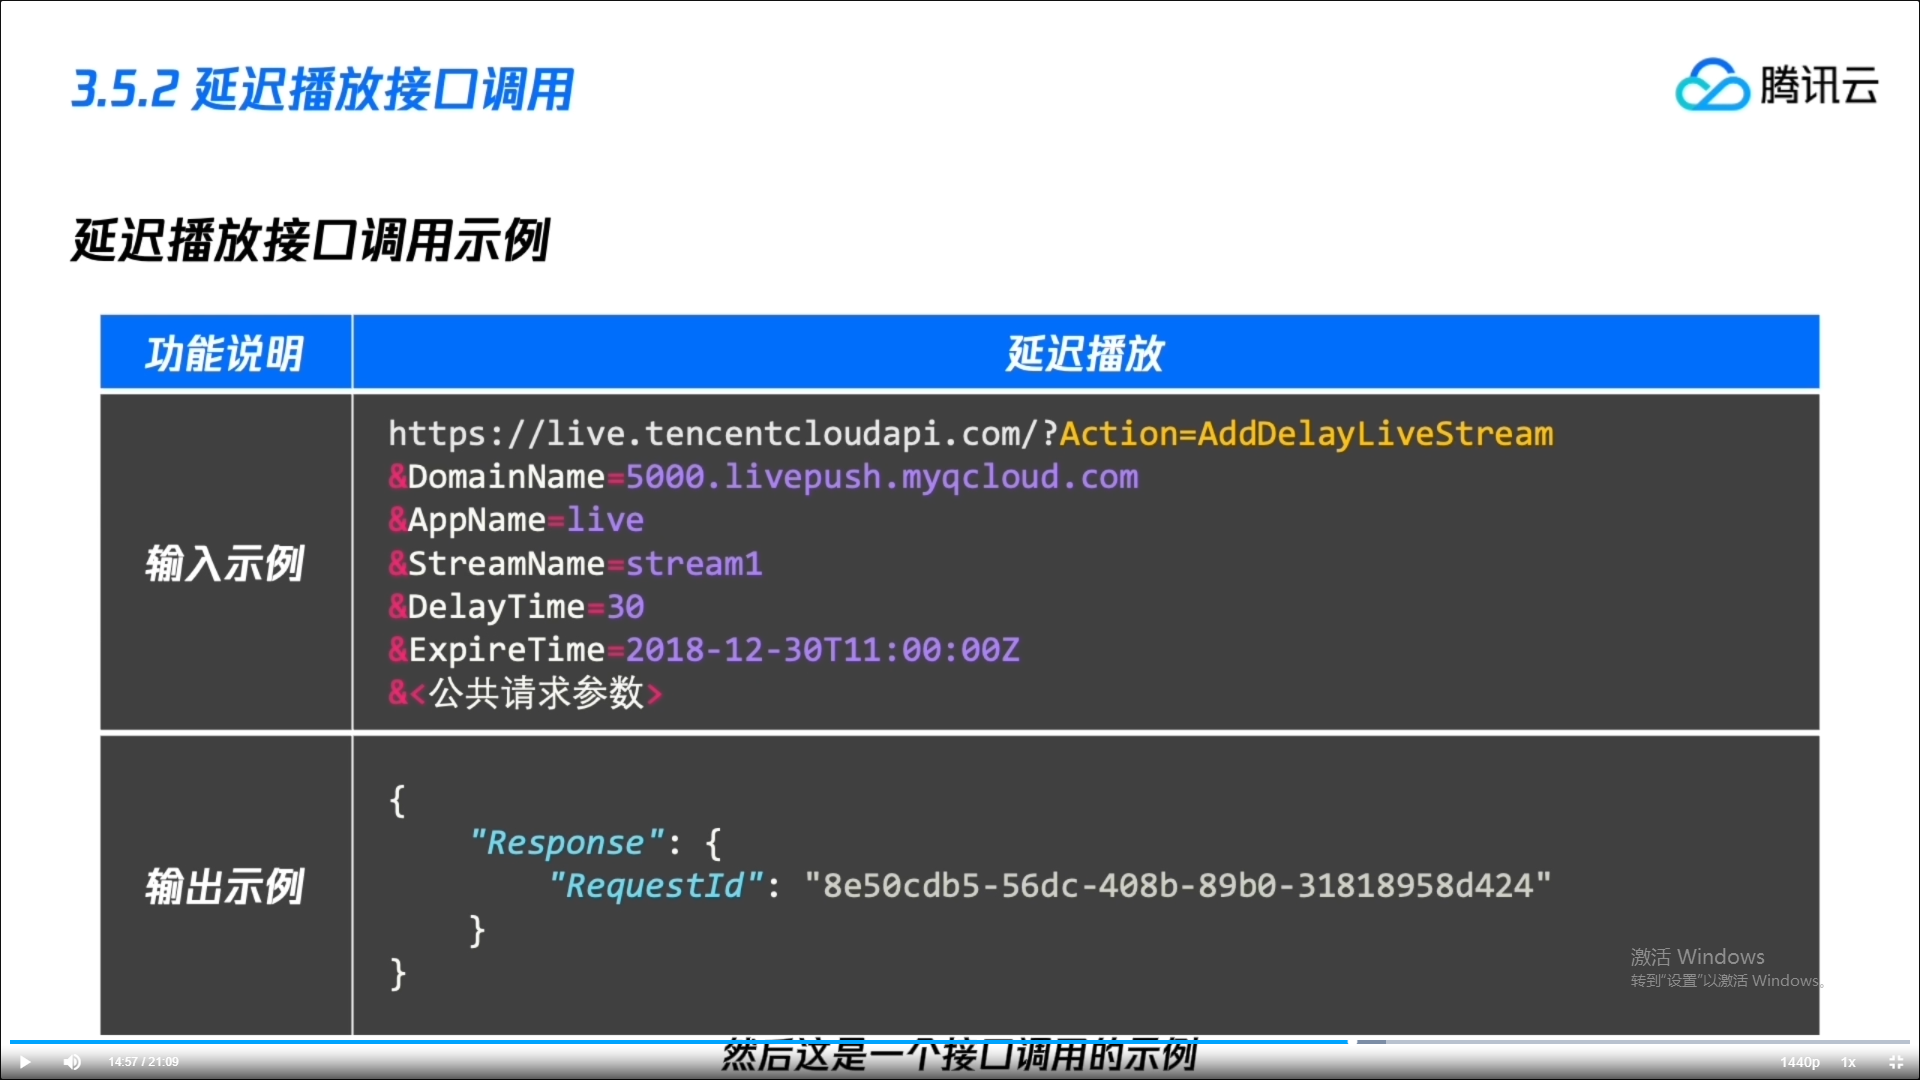 3.5.2 延迟播放接口调用
腾讯云
延迟播放接口调用示例
功能说明
延迟播放
输入示例
https://live.tencentcloudapi.com/?Action=AddDelayLiveStream
&DomainName=5000.livepush.myqcloud.com
&AppName=live
&StreamName=stream1
&DelayTime=30
&ExpireTime=2018-12-30T11:00:00Z
&<公共请求参数>
输出示例
{
"Response": {
"RequestId": "8e50cdb5-56dc-408b-89b0-31818958d424"
}
}
激活 Windows
转到“设置”以激活 Windows。
然后这是一个接口调用的示例
14:57 / 21:09
1440p
1x